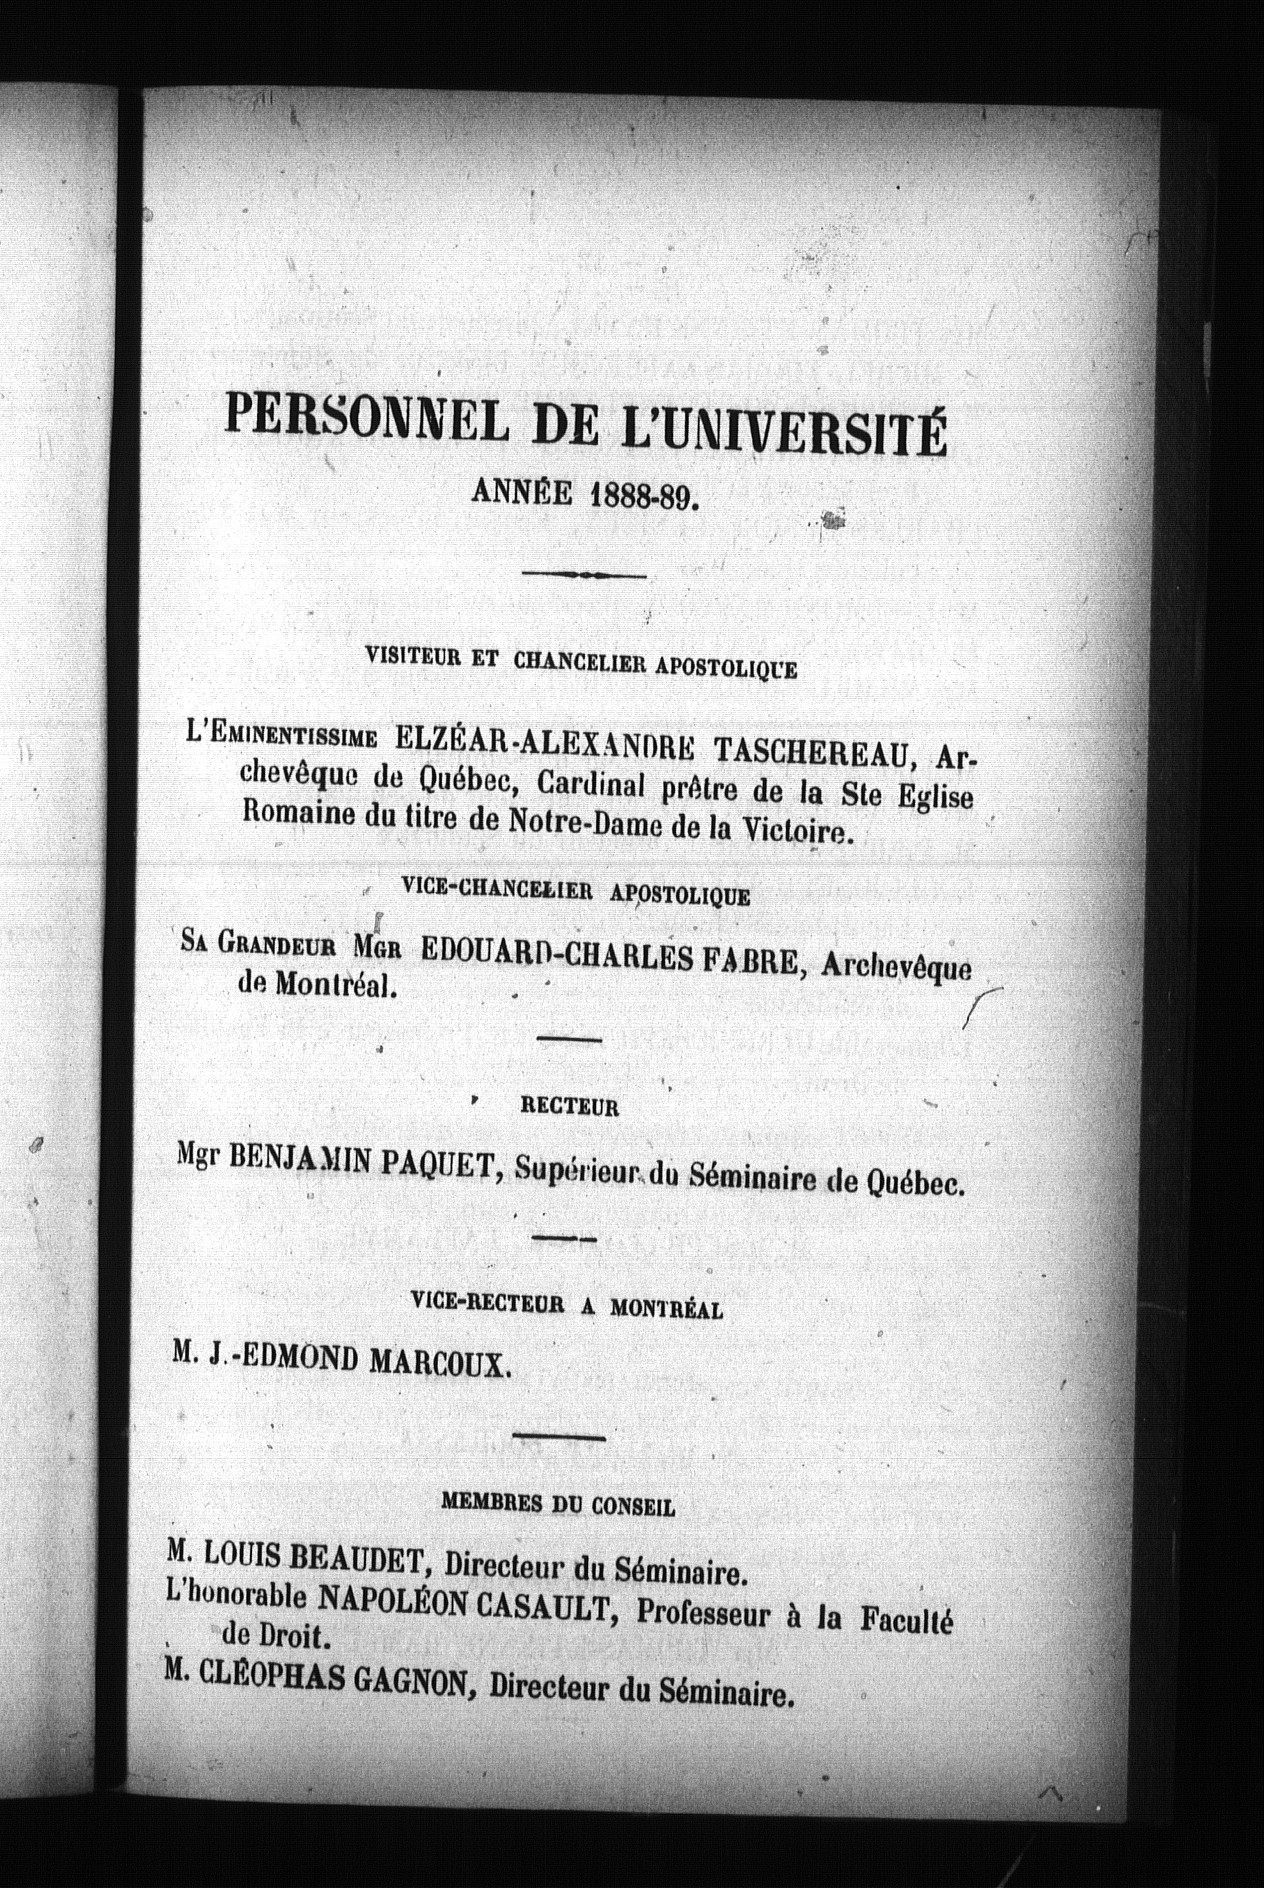 PERSONNEL DE L'UNIVERSITÉ
ANNÉE 1888-89.
VISITEUR ET CHANCELIER APOSTOLIQUE
L'EMINENTISSIME ELZÉAR-ALEXANDRE TASCHEREAU, Ar-
chevêque de Québec, Cardinal prêtre de la Ste Eglise
Romaine du titre de Notre-Dame de la Victoire.
VICE-CHANCELIER APOSTOLIQUE
SA GRANDEUR MGR EDOUARD-CHARLES FABRE, Archevêque
de Montréal.
RECTEUR
Mgr BENJAMIN PAQUET, Supérieur du Séminaire de Québec.
VICE-RECTEUR A MONTRÉAL
M. J.-EDMOND MARCOUX.
MEMBRES DU CONSEIL
M. LOUIS BEAUDET, Directeur du Séminaire.
L'honorable NAPOLÉON CASAULT, Professeur à la Faculté
de Droit.
M. CLÉOPHAS GAGNON, Directeur du Séminaire.